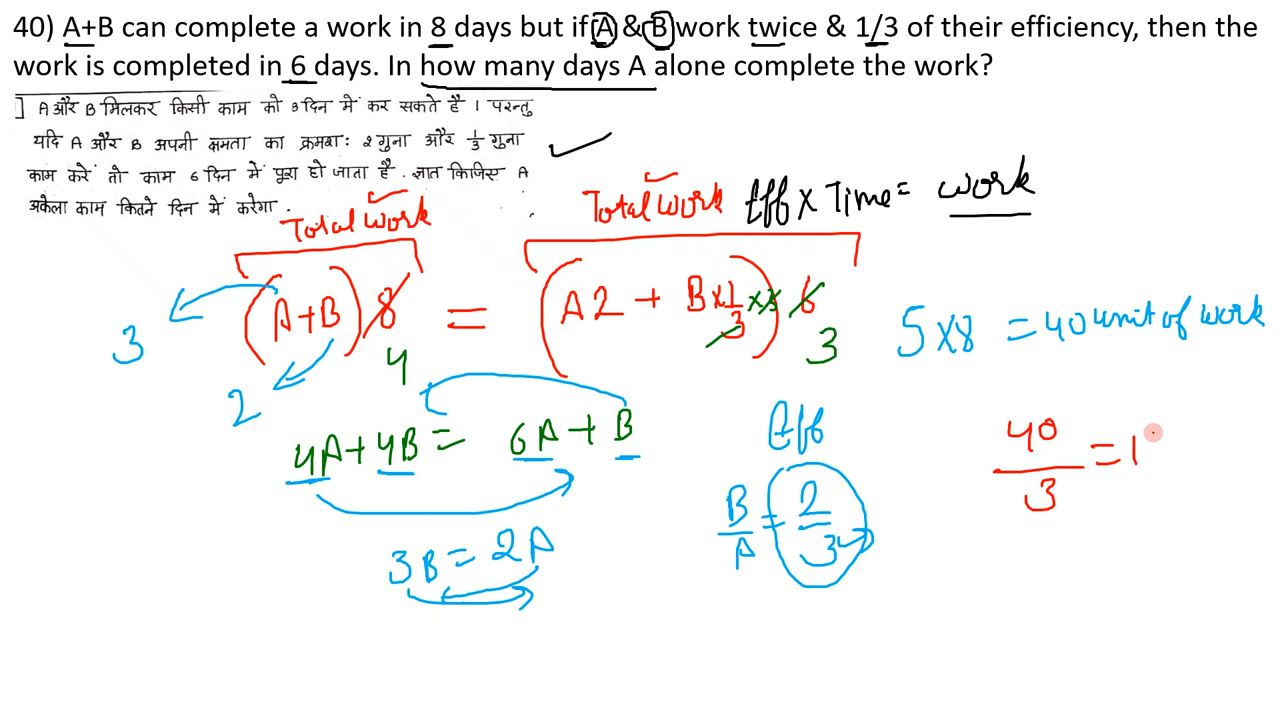 40) A+B can complete a work in 8 days but if A & B work twice & 1/3 of their efficiency, then the
work is completed in 6 days. In how many days A alone complete the work?
] A और B मिलकर किसी काम को 8 दिन में कर सकते है । परन्तु
यदि A और B अपनी क्षमता का क्रमशः 2 गुना और 1/3 गुना
काम करें तो काम 6 दिन में पूरा हो जाता है. ज्ञात किजिए A
अकेला काम कितने दिन में करेगा.
Total work
Total work Eff x Time = work
(A+B) 8 = (A2 + B x 1/3 x 3) 6
3
2
4
3
5 x 8 = 40 unit of work
4A + 4B = 6A + B
Eff
40/3 = 1
B/A = 2/3
3B = 2A